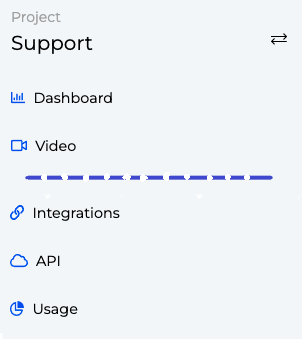 Project
Support
Dashboard
Video
Integrations
API
Usage